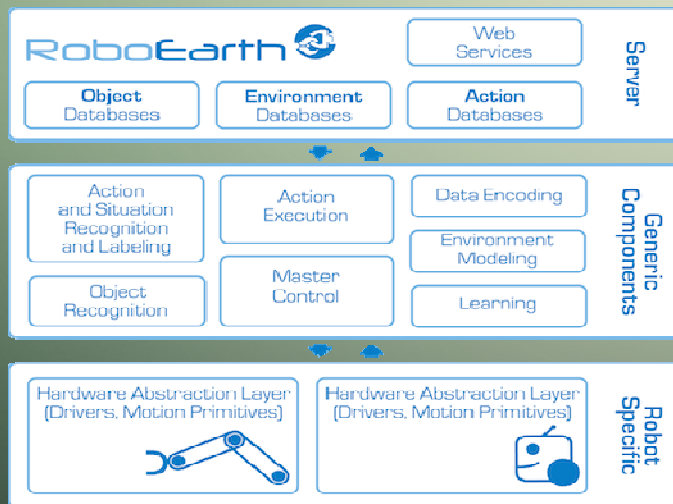 RoboEarth
Web
Services
Object
Databases
Environment
Databases
Action
Databases
Server
Action
and Situation
Recognition
and Labeling
Object
Recognition
Action
Execution
Master
Control
Data Encoding
Environment
Modeling
Learning
Generic
Components
Hardware Abstraction Layer
(Drivers, Motion Primitives)
Hardware Abstraction Layer
(Drivers, Motion Primitives)
Robot
Specific